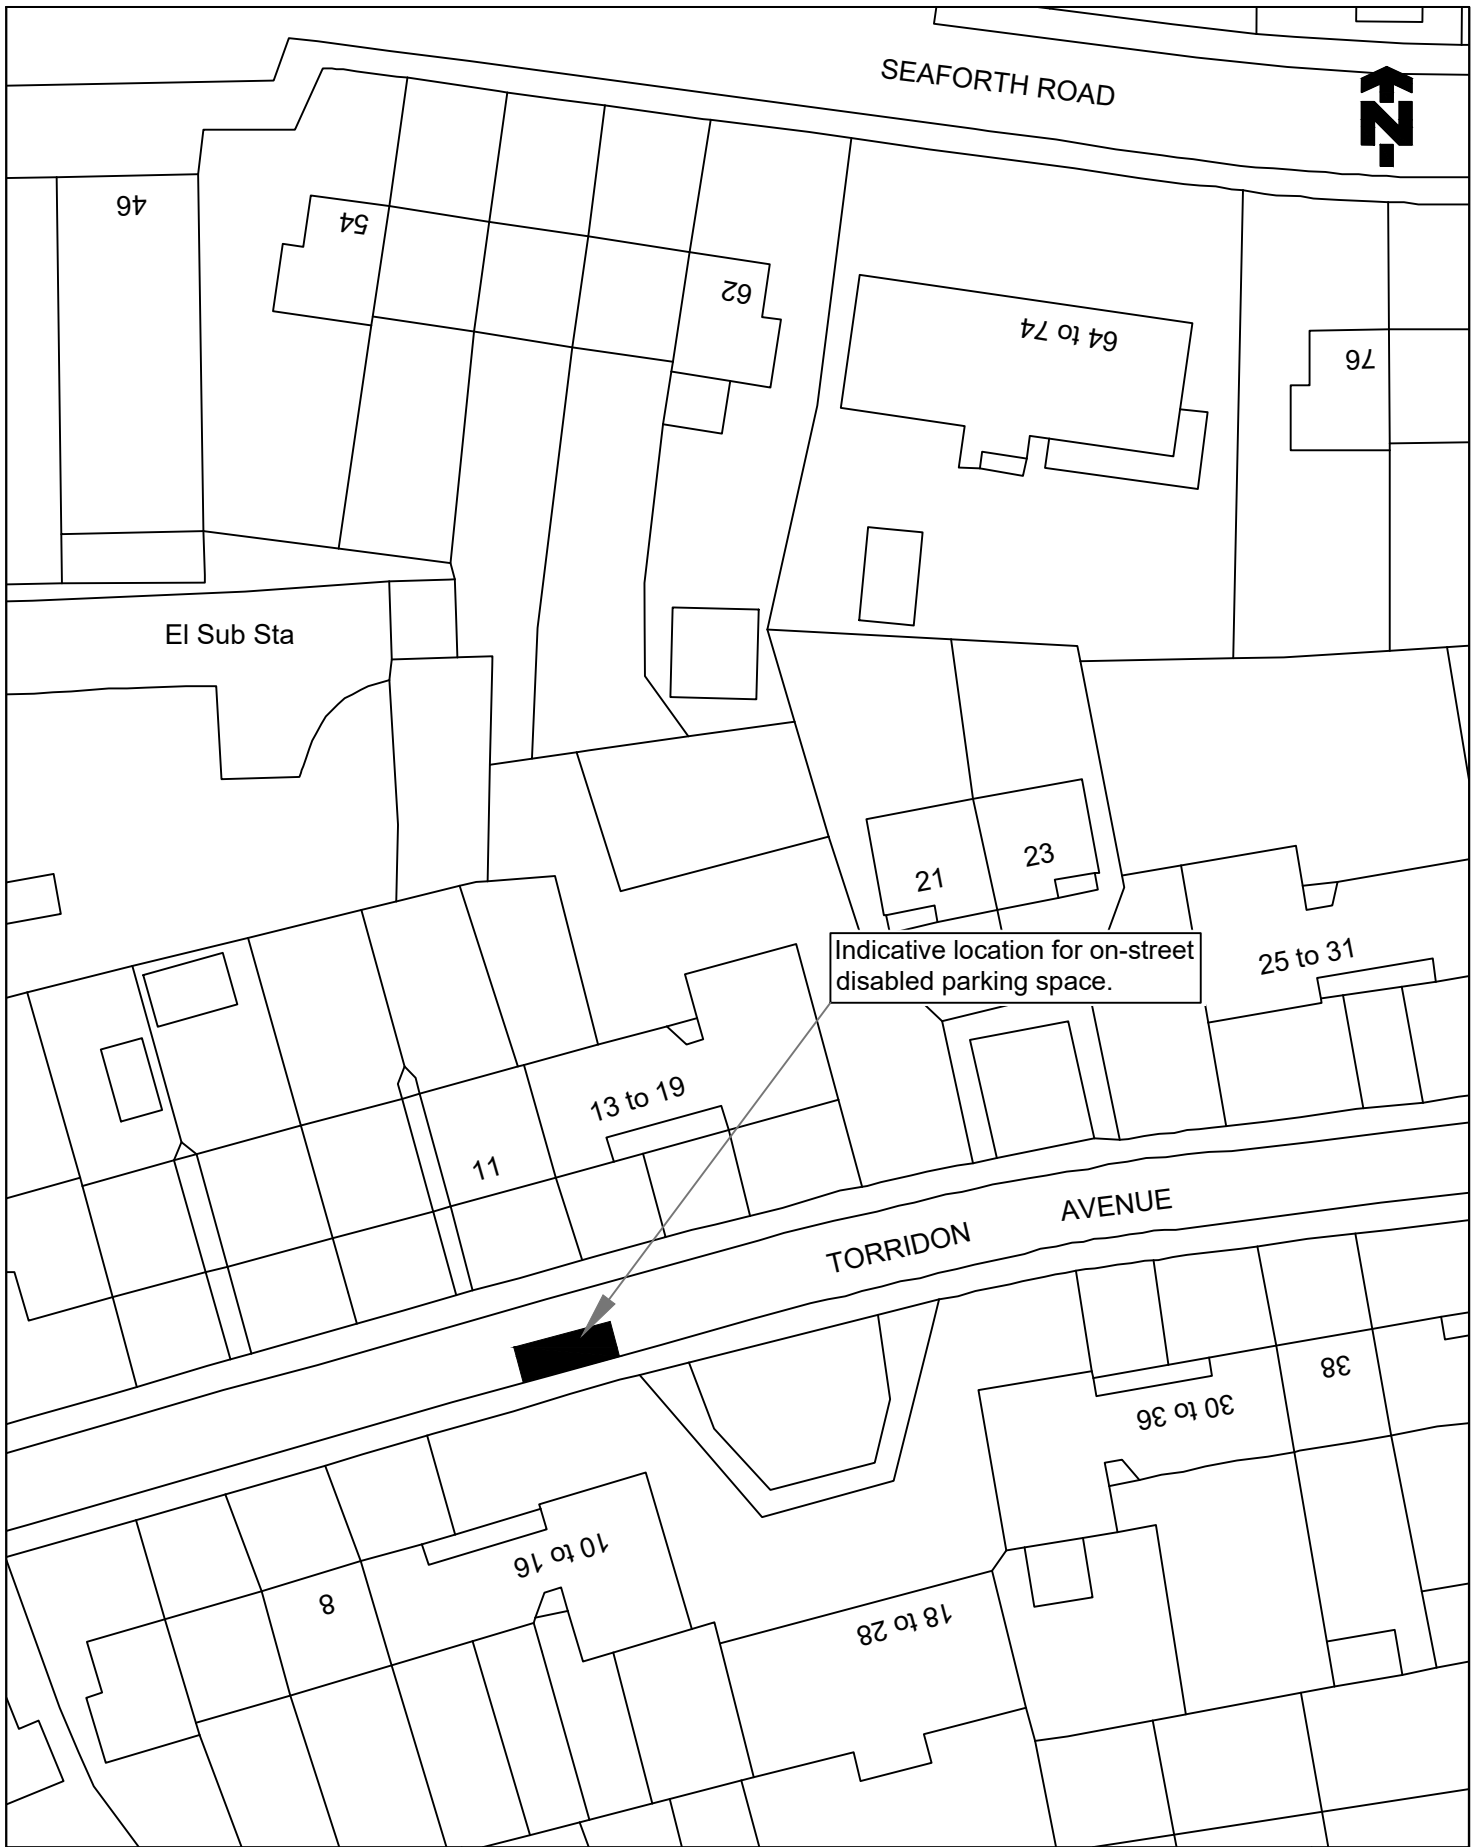 SEAFORTH ROAD
N
46
54
62
64 to 74
76
El Sub Sta
21
23
Indicative location for on-street
disabled parking space.
25 to 31
13 to 19
11
TORRIDON AVENUE
38
30 to 36
10 to 16
8
18 to 28